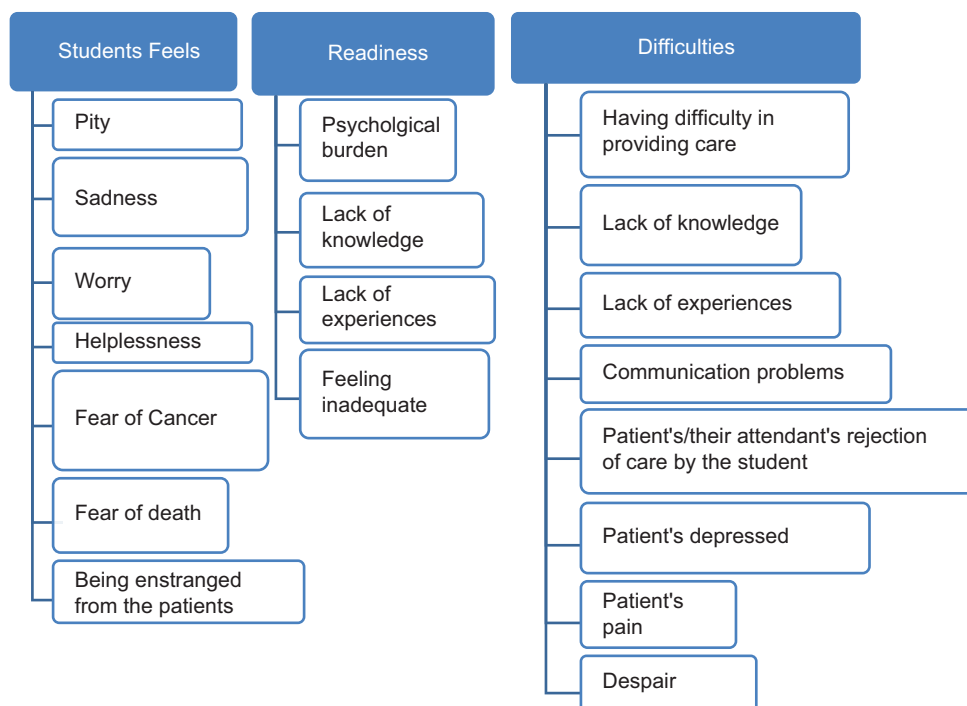 Students Feels
Pity
Sadness
Worry
Helplessness
Fear of Cancer
Fear of death
Being enstranged
from the patients
Readiness
Psycholgical
burden
Lack of
knowledge
Lack of
experiences
Feeling
inadequate
Difficulties
Having difficulty in
providing care
Lack of knowledge
Lack of experiences
Communication problems
Patient's/their attendant's rejection
of care by the student
Patient's depressed
Patient's
pain
Despair